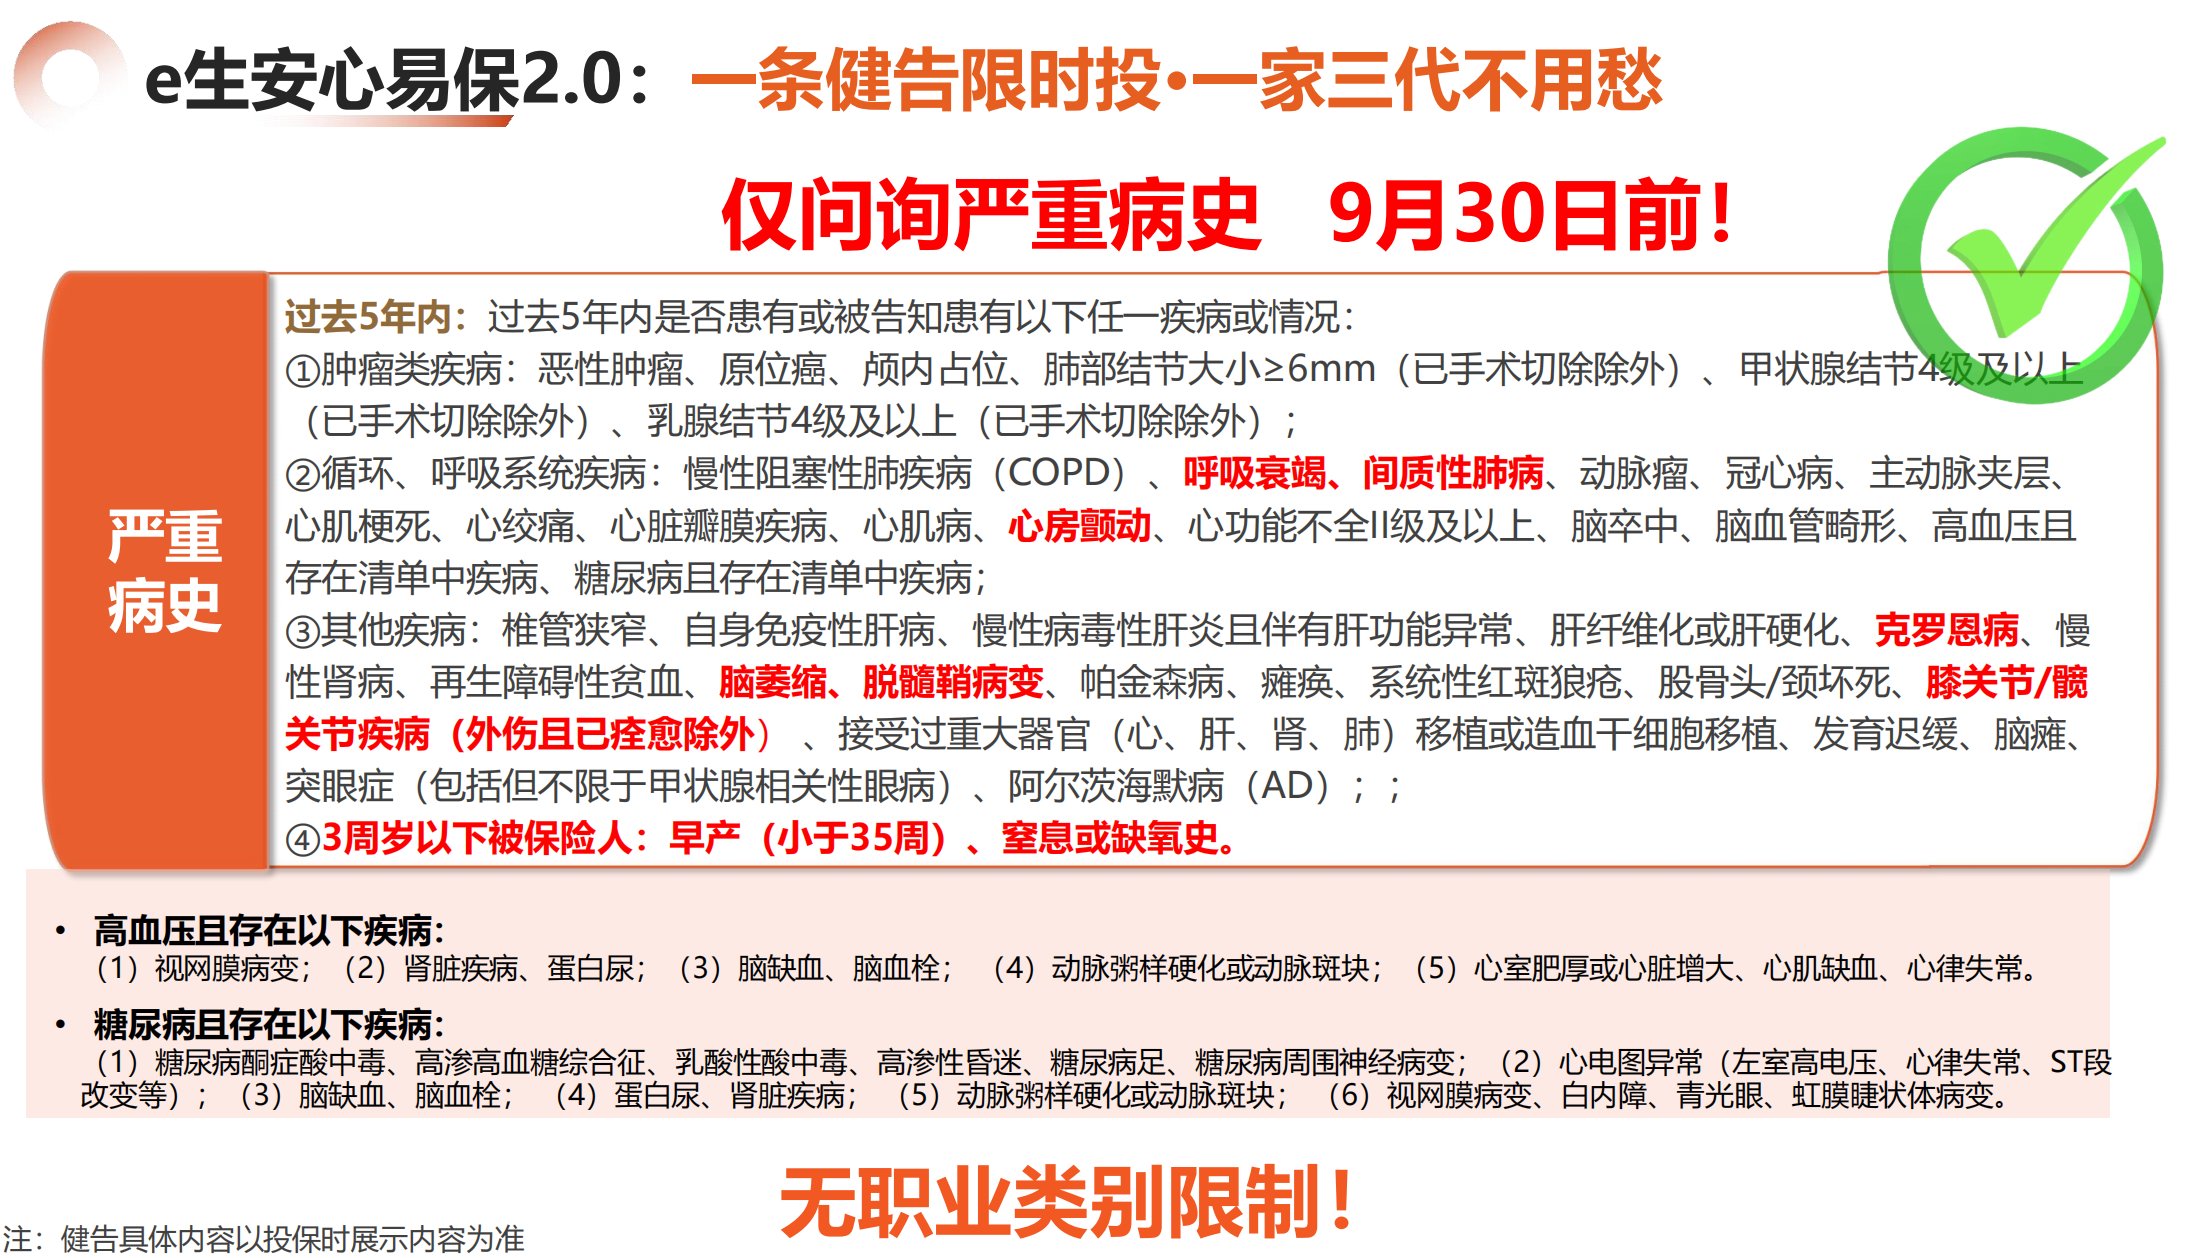 e生安心易保2.0：一条健告限时投•一家三代不用愁
仅问询严重病史 9月30日前！
严重
病史
过去5年内：过去5年内是否患有或被告知患有以下任一疾病或情况：
①肿瘤类疾病：恶性肿瘤、原位癌、颅内占位、肺部结节大小≥6mm（已手术切除除外）、甲状腺结节4级及以上
（已手术切除除外）、乳腺结节4级及以上（已手术切除除外）；
②循环、呼吸系统疾病：慢性阻塞性肺疾病（COPD）、呼吸衰竭、间质性肺病、动脉瘤、冠心病、主动脉夹层、
心肌梗死、心绞痛、心脏瓣膜疾病、心肌病、心房颤动、心功能不全II级及以上、脑卒中、脑血管畸形、高血压且
存在清单中疾病、糖尿病且存在清单中疾病；
③其他疾病：椎管狭窄、自身免疫性肝病、慢性病毒性肝炎且伴有肝功能异常、肝纤维化或肝硬化、克罗恩病、慢
性肾病、再生障碍性贫血、脑萎缩、脱髓鞘病变、帕金森病、瘫痪、系统性红斑狼疮、股骨头/颈坏死、膝关节/髋
关节疾病（外伤且已痊愈除外） 、接受过重大器官（心、肝、肾、肺）移植或造血干细胞移植、发育迟缓、脑瘫、
突眼症（包括但不限于甲状腺相关性眼病）、阿尔茨海默病（AD）；；
④3周岁以下被保险人：早产（小于35周）、窒息或缺氧史。
• 高血压且存在以下疾病：
（1）视网膜病变；（2）肾脏疾病、蛋白尿；（3）脑缺血、脑血栓； （4）动脉粥样硬化或动脉斑块；（5）心室肥厚或心脏增大、心肌缺血、心律失常。
• 糖尿病且存在以下疾病：
（1）糖尿病酮症酸中毒、高渗高血糖综合征、乳酸性酸中毒、高渗性昏迷、糖尿病足、糖尿病周围神经病变；（2）心电图异常（左室高电压、心律失常、ST段
改变等）；（3）脑缺血、脑血栓； （4）蛋白尿、肾脏疾病； （5）动脉粥样硬化或动脉斑块； （6）视网膜病变、白内障、青光眼、虹膜睫状体病变。
无职业类别限制！
注：健告具体内容以投保时展示内容为准